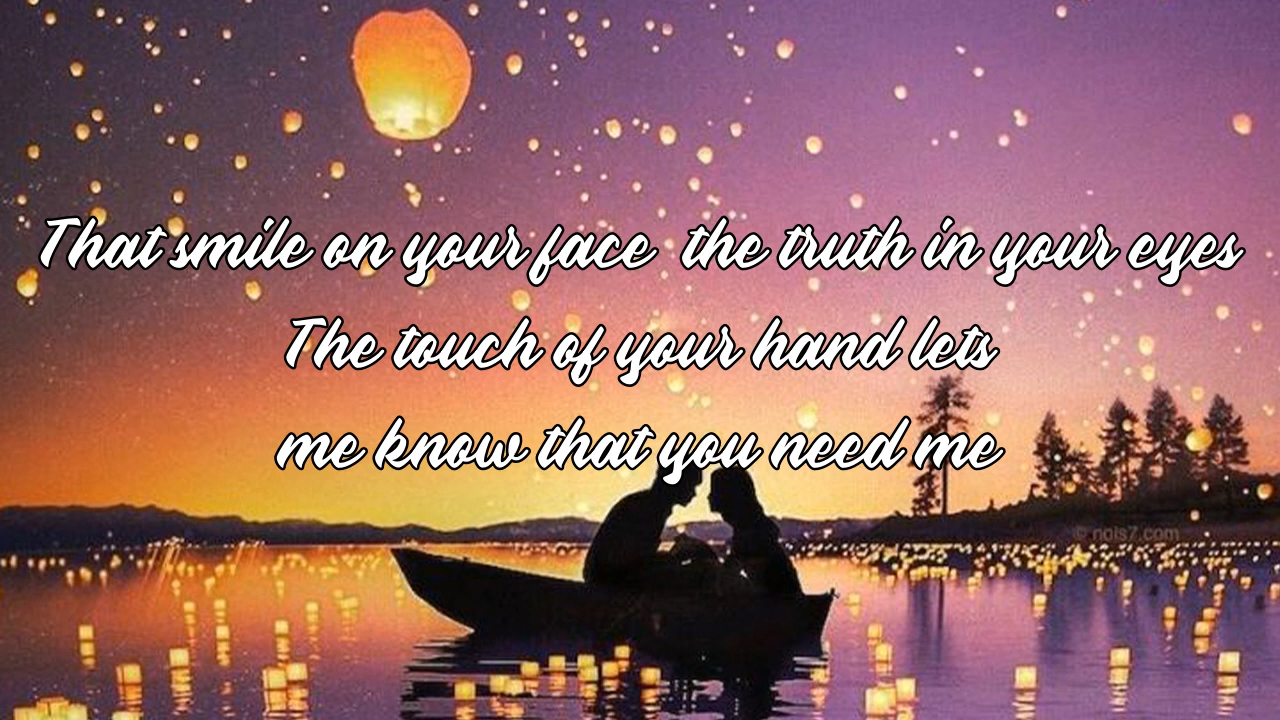 That smile on your face the truth in your eyes
The touch of your hand lets
me know that you need me
© nois7.com